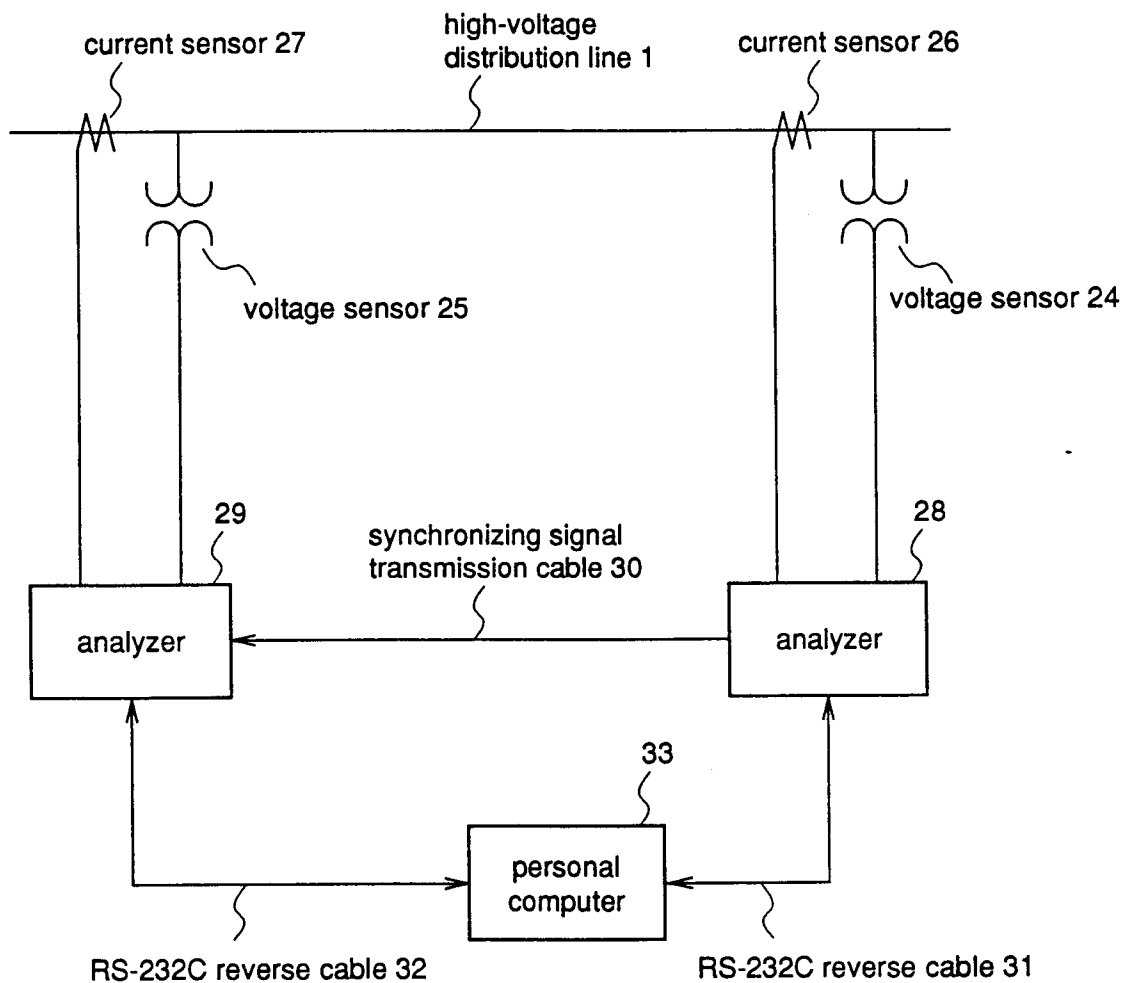 current sensor 27
high-voltage
distribution line 1
current sensor 26
voltage sensor 25
voltage sensor 24
29
synchronizing signal
transmission cable 30
28
analyzer
analyzer
33
personal
computer
RS-232C reverse cable 32
RS-232C reverse cable 31